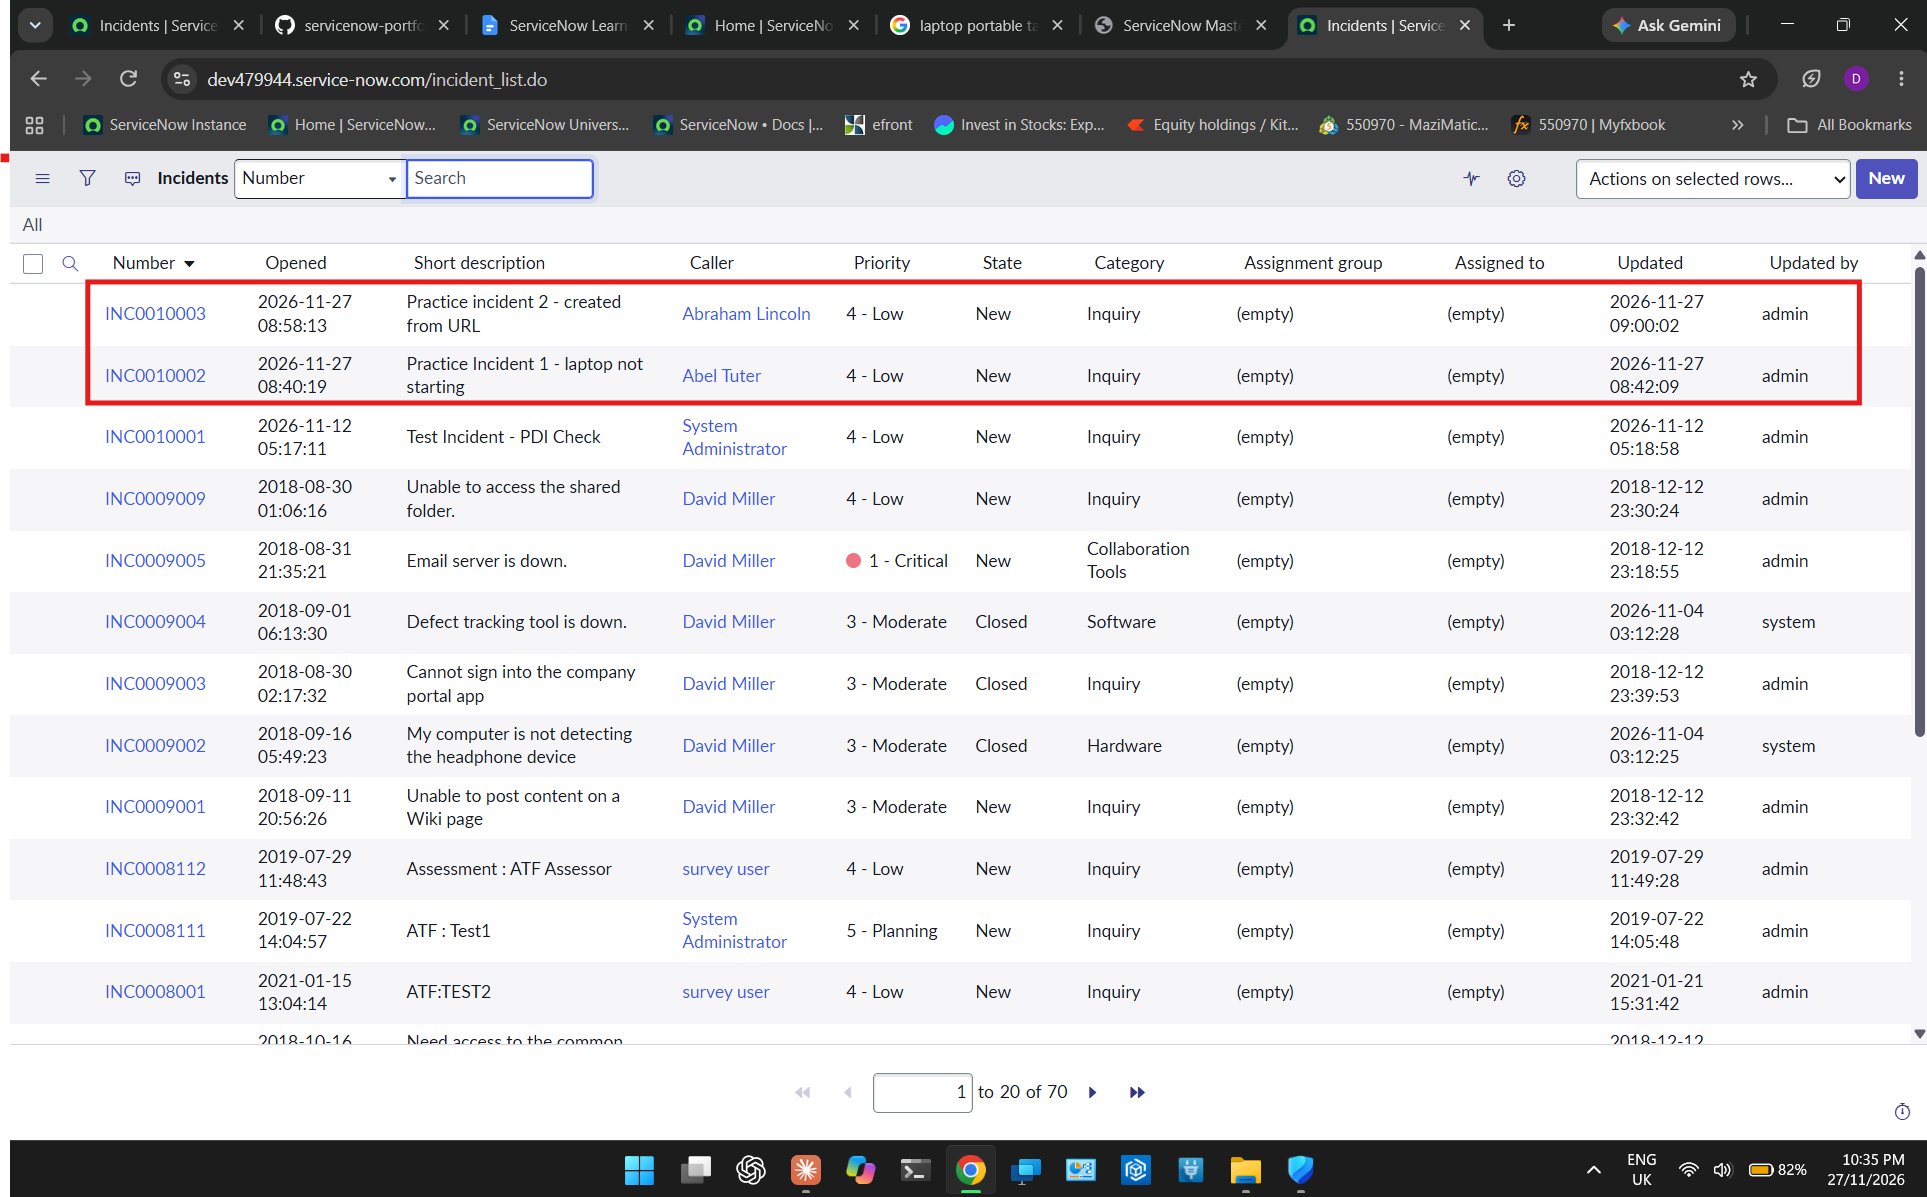 Incidents | Service
servicenow-portfo
ServiceNow Learn
Home | ServiceNo
laptop portable ta
ServiceNow Mast
Incidents | Service
Ask Gemini
dev479944.service-now.com/incident_list.do
D
ServiceNow Instance
Home | ServiceNow...
ServiceNow Univers...
ServiceNow • Docs |...
efront
Invest in Stocks: Exp...
Equity holdings / Kit...
550970 - MaziMatic...
550970 | Myfxbook
All Bookmarks
Incidents
Number
Search
Actions on selected rows...
New
All
Number Opened Short description Caller Priority State Category Assignment group Assigned to Updated Updated by
INC0010003 2026-11-27 08:58:13 Practice incident 2 - created from URL Abraham Lincoln 4 - Low New Inquiry (empty) (empty) 2026-11-27 09:00:02 admin
INC0010002 2026-11-27 08:40:19 Practice Incident 1 - laptop not starting Abel Tuter 4 - Low New Inquiry (empty) (empty) 2026-11-27 08:42:09 admin
INC0010001 2026-11-12 05:17:11 Test Incident - PDI Check System Administrator 4 - Low New Inquiry (empty) (empty) 2026-11-12 05:18:58 admin
INC0009009 2018-08-30 01:06:16 Unable to access the shared folder. David Miller 4 - Low New Inquiry (empty) (empty) 2018-12-12 23:30:24 admin
INC0009005 2018-08-31 21:35:21 Email server is down. David Miller 1 - Critical New Collaboration Tools (empty) (empty) 2018-12-12 23:18:55 admin
INC0009004 2018-09-01 06:13:30 Defect tracking tool is down. David Miller 3 - Moderate Closed Software (empty) (empty) 2026-11-04 03:12:28 system
INC0009003 2018-08-30 02:17:32 Cannot sign into the company portal app David Miller 3 - Moderate Closed Inquiry (empty) (empty) 2018-12-12 23:39:53 admin
INC0009002 2018-09-16 05:49:23 My computer is not detecting the headphone device David Miller 3 - Moderate Closed Hardware (empty) (empty) 2026-11-04 03:12:25 system
INC0009001 2018-09-11 20:56:26 Unable to post content on a Wiki page David Miller 3 - Moderate New Inquiry (empty) (empty) 2018-12-12 23:32:42 admin
INC0008112 2019-07-29 11:48:43 Assessment : ATF Assessor survey user 4 - Low New Inquiry (empty) (empty) 2019-07-29 11:49:28 admin
INC0008111 2019-07-22 14:04:57 ATF : Test1 System Administrator 5 - Planning New Inquiry (empty) (empty) 2019-07-22 14:05:48 admin
INC0008001 2021-01-15 13:04:14 ATF:TEST2 survey user 4 - Low New Inquiry (empty) (empty) 2021-01-21 15:31:42 admin
2018-10-16 Need access to the common 2018-12-12
1 to 20 of 70
ENG
UK
82%
10:35 PM
27/11/2026